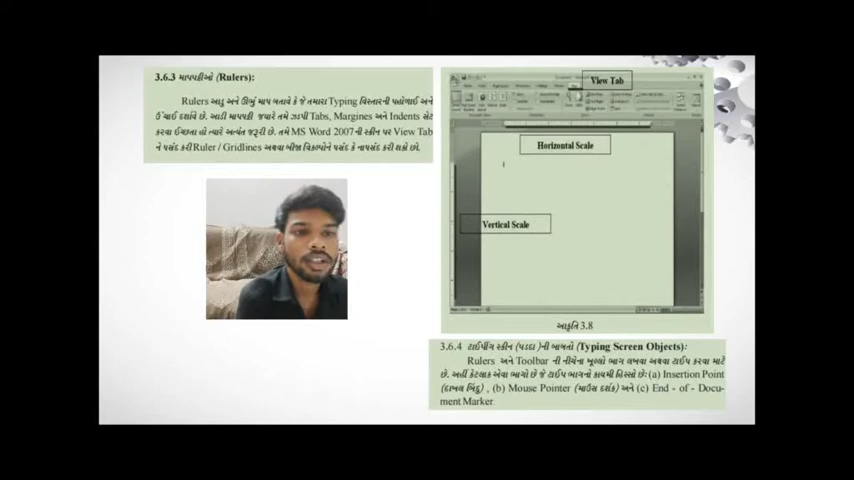 3.6.3 માપપટ્ટીઓ (Rulers):
Rulers આડુ અને ઊભું માપ બતાવે કે જે તમારા Typing વિસ્તારની પહોળાઈ અને
ઉંચાઈ દર્શાવે છે. આડી માપપટ્ટી જ્યારે તમે ઝડપી Tabs, Margines અને Indents સેટ
કરવા ઈચ્છતા હો ત્યારે અત્યંત જરૂરી છે. તમે MS Word 2007ની સ્ક્રીન પર View Tab
ને પસંદ કરી Ruler / Gridlines અથવા બીજા વિકલ્પોને પસંદ કે નાપસંદ કરી શકો છો.
View Tab
Horizontal Scale
Vertical Scale
આકૃતિ 3.8
3.6.4 ટાઈપીંગ સ્ક્રીન (પડદા)ની બાબતો (Typing Screen Objects):
Rulers અને Toolbar ની નીચેના ખુલ્લો ભાગ લખવા અથવા ટાઈપ કરવા માટે
છે. અહીં કેટલાક એવા ભાગો છે જે ટાઈપ ભાગનો કાયમી હિસ્સો છે: (a) Insertion Point
(દાખલ બિંદુ), (b) Mouse Pointer (માઉસ દર્શક) અને (c) End - of - Docu-
ment Marker.